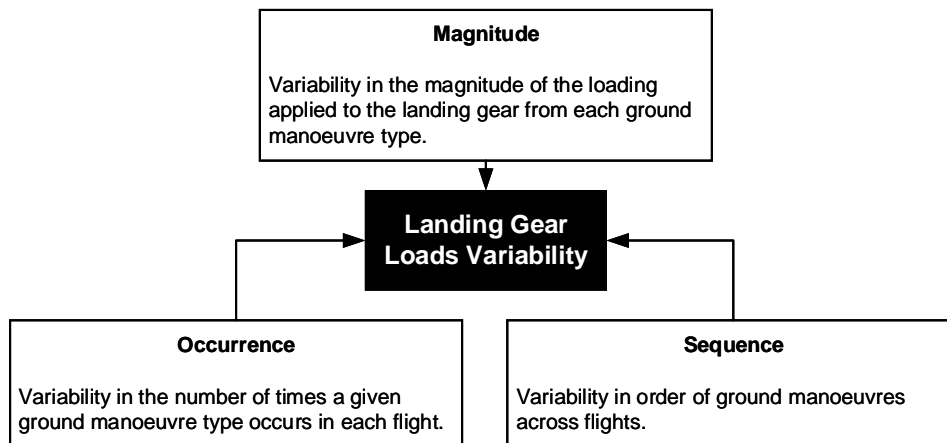 Magnitude
Variability in the magnitude of the loading
applied to the landing gear from each ground
manoeuvre type.
Landing Gear
Loads Variability
Occurrence
Variability in the number of times a given
ground manoeuvre type occurs in each flight.
Sequence
Variability in order of ground manoeuvres
across flights.